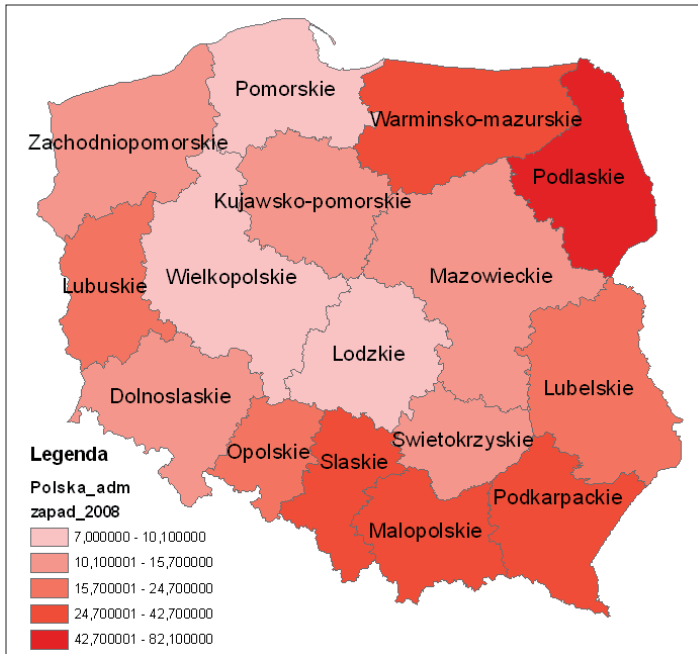 Pomorskie
Warminsko-mazurskie
Zachodniopomorskie
Podlaskie
Kujawsko-pomorskie
Wielkopolskie
Mazowieckie
Lubuskie
Lodzkie
Dolnoslaskie
Lubelskie
Swietokrzyskie
Opolskie
Slaskie
Podkarpackie
Malopolskie
Legenda
Polska_adm
zapad_2008
7,000000 - 10,100000
10,100001 - 15,700000
15,700001 - 24,700000
24,700001 - 42,700000
42,700001 - 82,100000